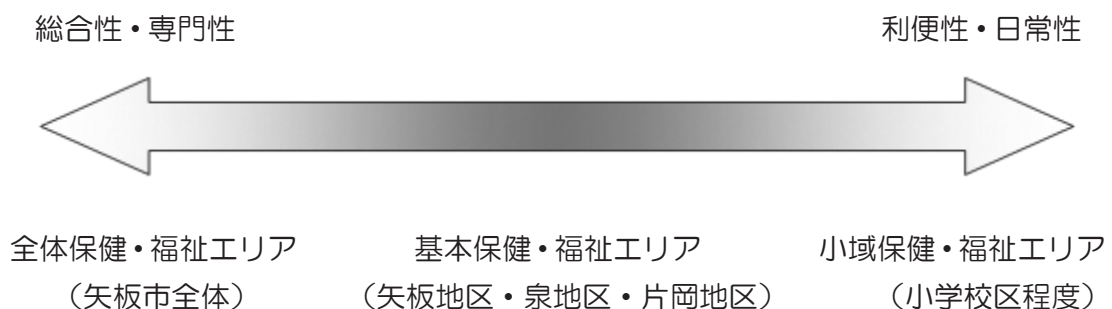 総合性・専門性
利便性・日常性
全体保健・福祉エリア
(矢板市全体)
基本保健・福祉エリア
(矢板地区・泉地区・片岡地区)
小域保健・福祉エリア
(小学校区程度)